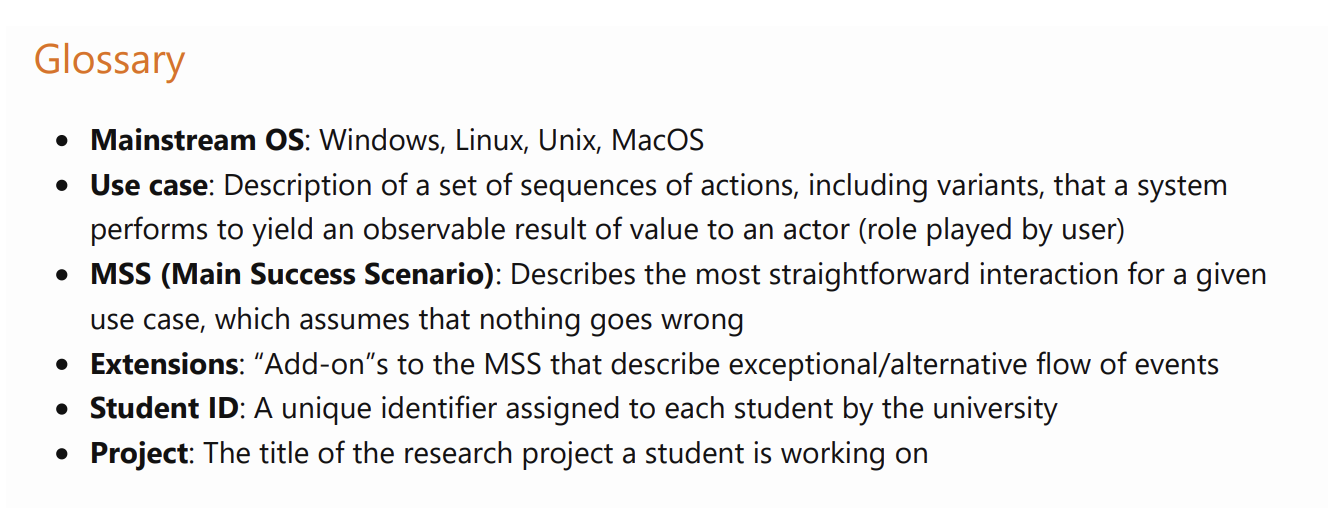 Glossary
• Mainstream OS: Windows, Linux, Unix, MacOS
• Use case: Description of a set of sequences of actions, including variants, that a system
performs to yield an observable result of value to an actor (role played by user)
• MSS (Main Success Scenario): Describes the most straightforward interaction for a given
use case, which assumes that nothing goes wrong
• Extensions: “Add-on”s to the MSS that describe exceptional/alternative flow of events
• Student ID: A unique identifier assigned to each student by the university
• Project: The title of the research project a student is working on